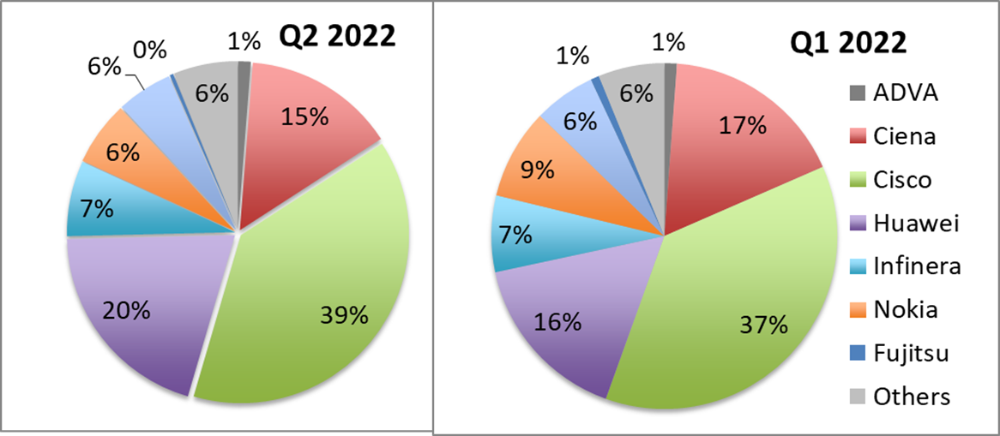 Q2 2022
1%
15%
39%
20%
7%
6%
6%
0%
6%
Q1 2022
1%
17%
37%
16%
7%
9%
6%
1%
6%
ADVA
Ciena
Cisco
Huawei
Infinera
Nokia
Fujitsu
Others